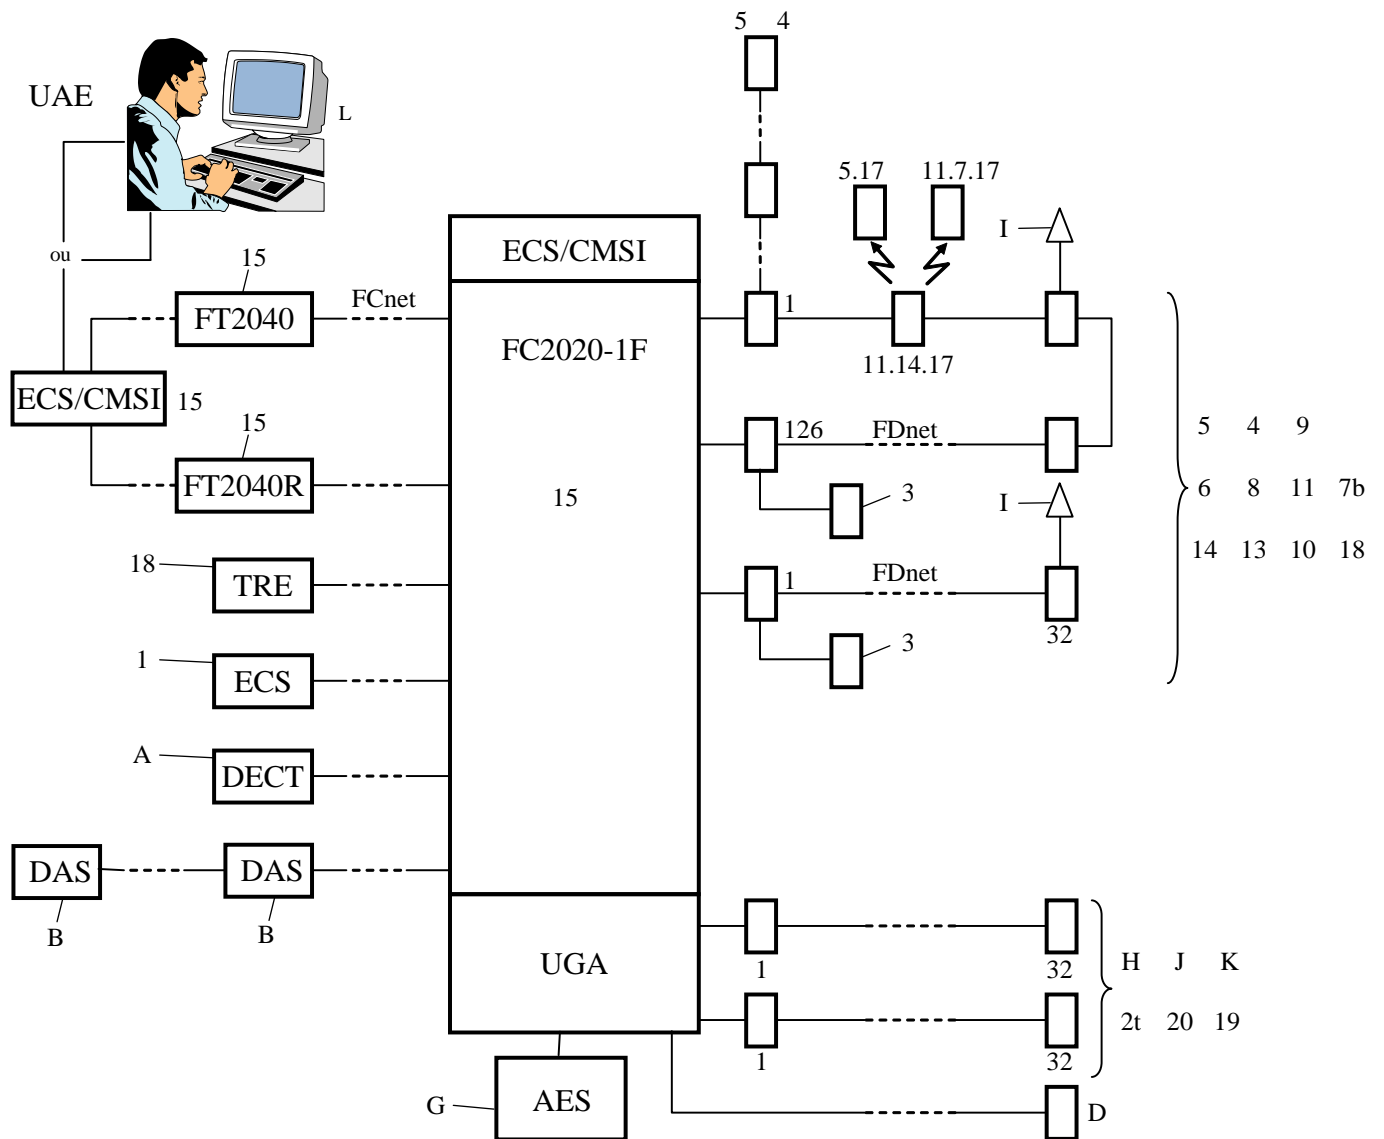 5 4
UAE
L
5.17 11.7.17
I
ou
15
ECS/CMSI
FT2040
FCnet
1
FC2020-1F
11.14.17
ECS/CMSI 15
15
126
FDnet
5 4 9
FT2040R
15
3
I
6 8 11 7b
18
TRE
1
FDnet
14 13 10 18
32
1
ECS
3
A
DECT
DAS
DAS
B
B
UGA
1
32
H J K
2t 20 19
1
32
G
AES
D